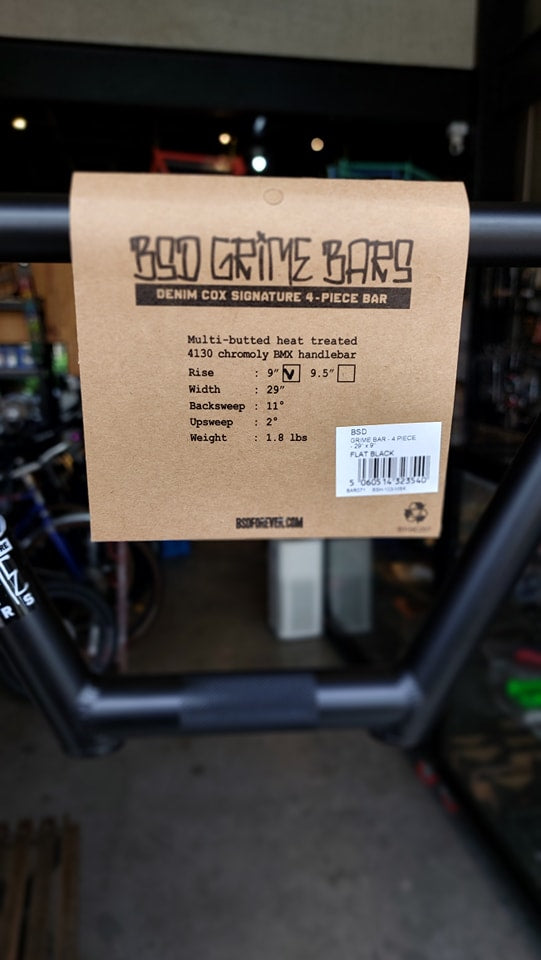 BSD GRIME BARS
DENIM COX SIGNATURE 4-PIECE BAR
Multi-butted heat treated
4130 chromoly BMX handlebar
Rise : 9" 9.5"
Width : 29"
Backsweep : 11°
Upsweep : 2°
Weight : 1.8 lbs
BSD
GRIME BAR - 4 PIECE
- 29" x 9"
FLAT BLACK
5 060514 323540
BSDFOREVER.COM